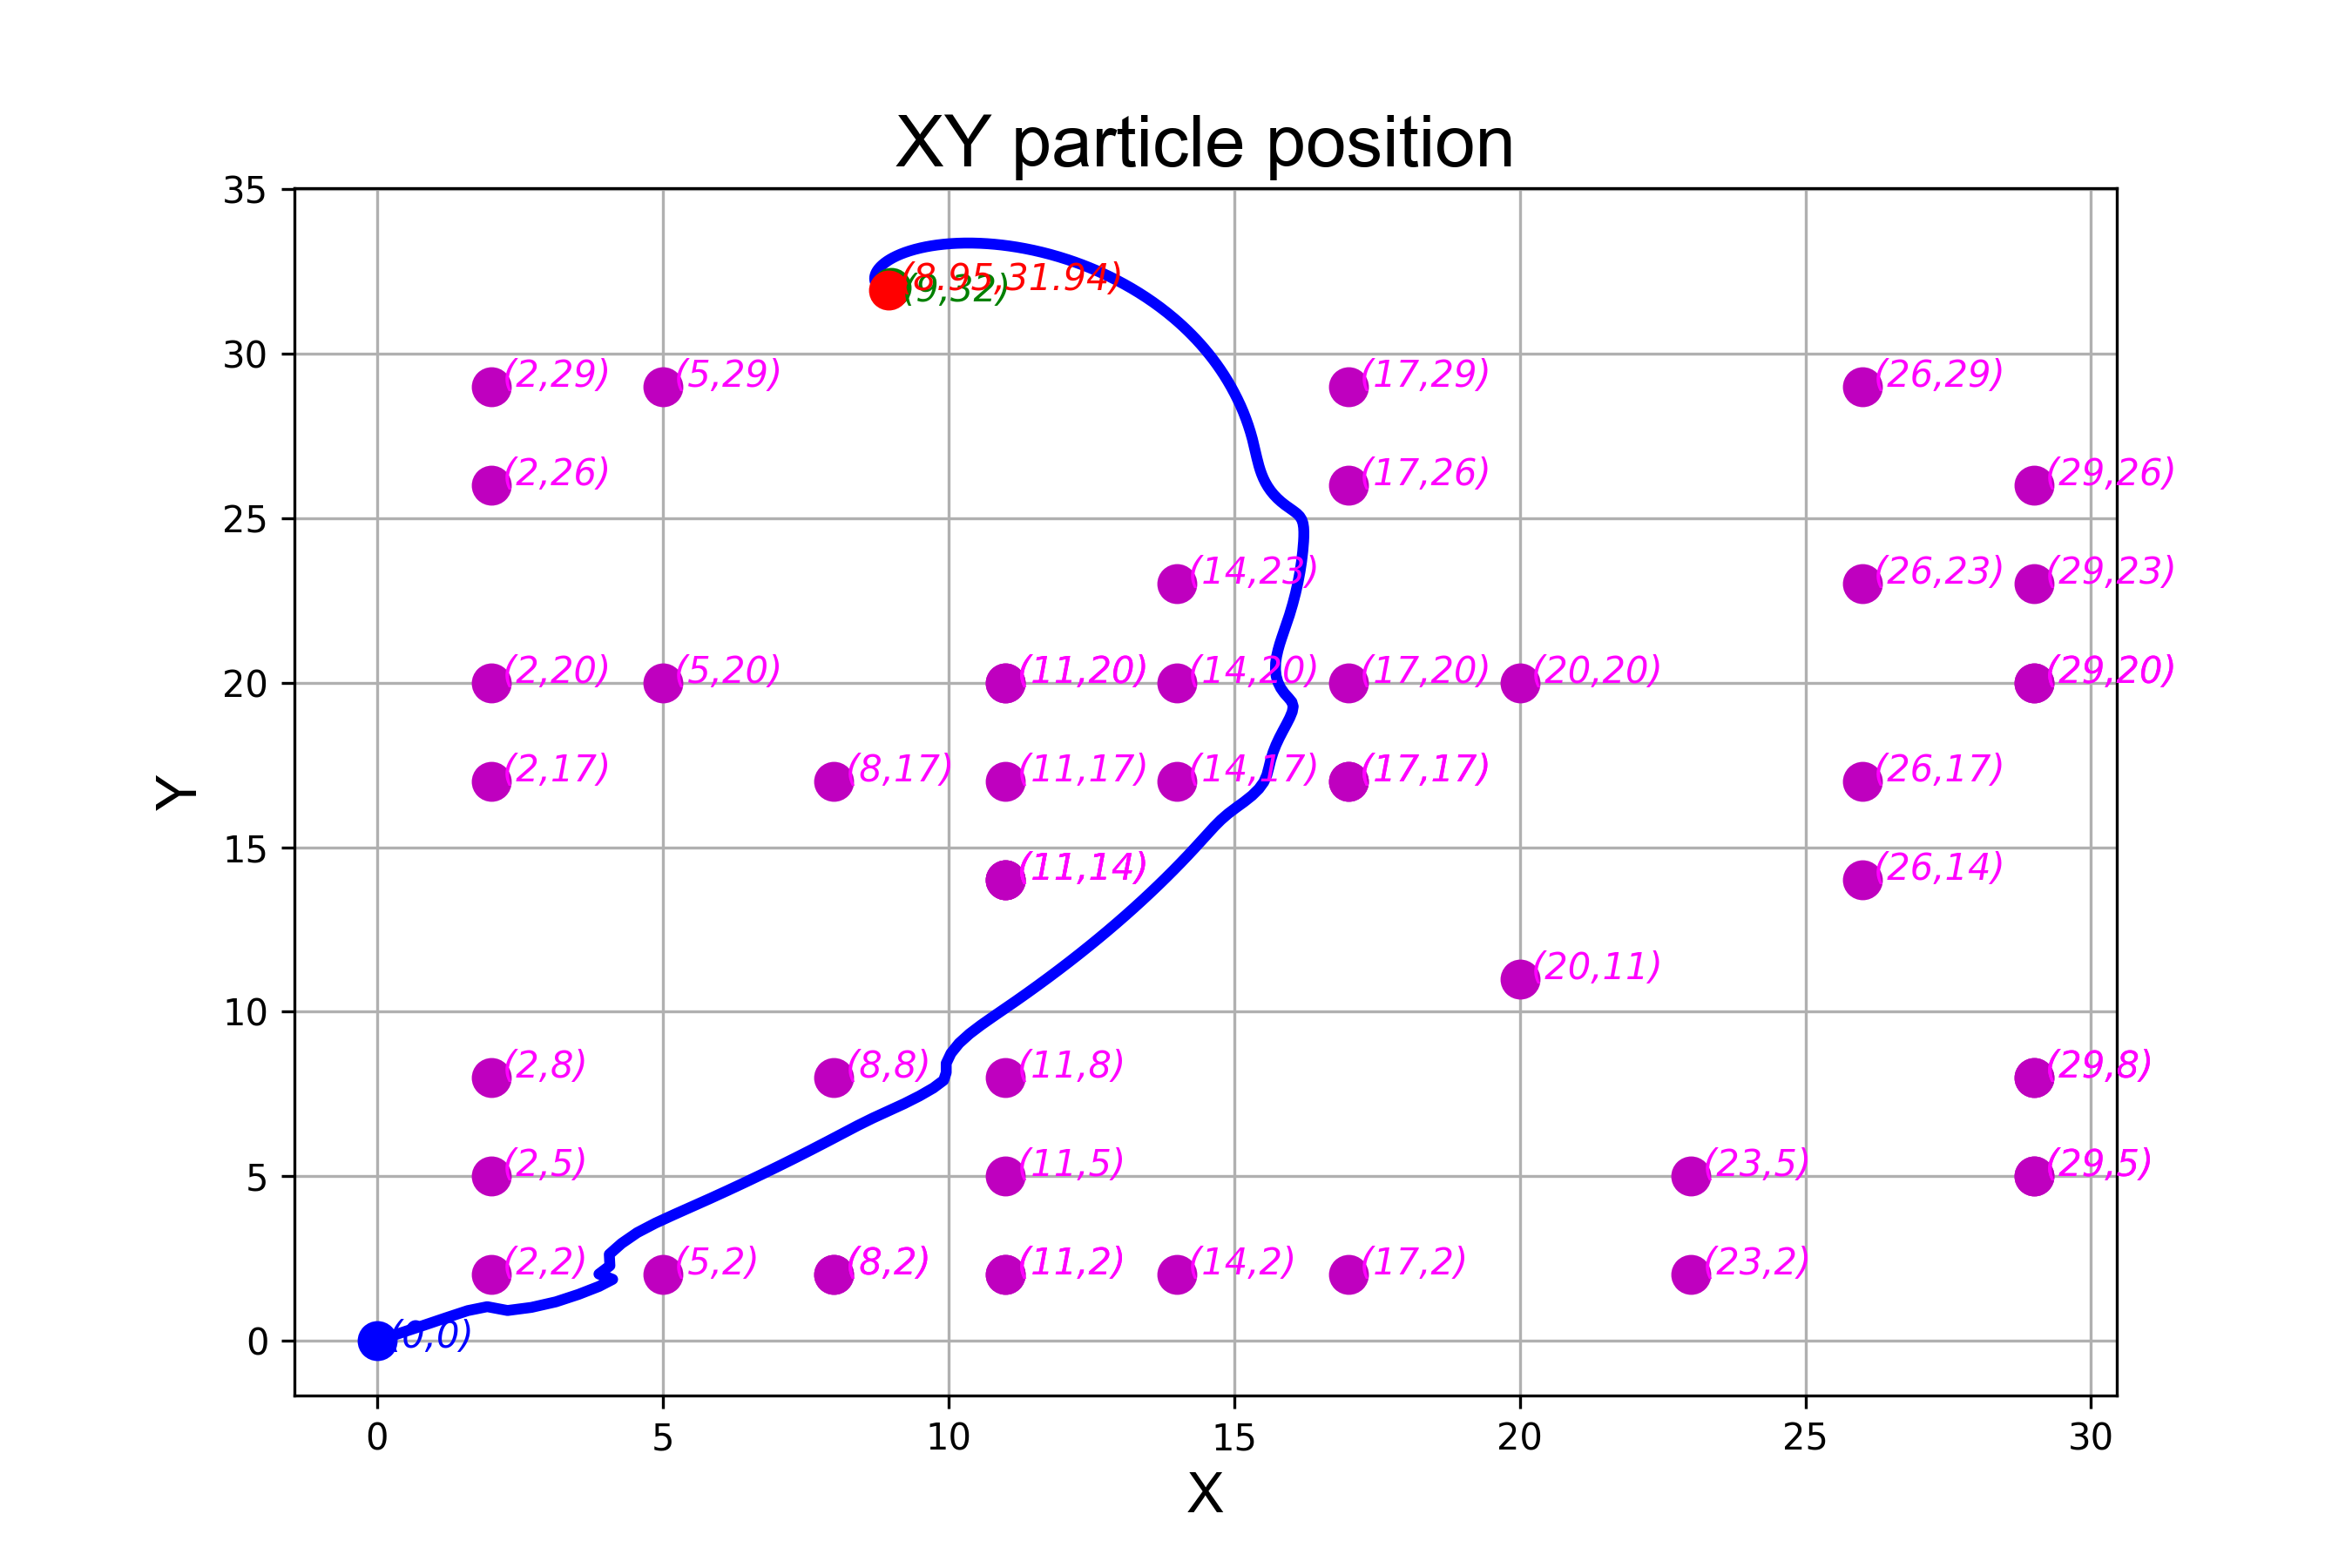 XY particle position
35
(8.95,31.94)
(9,32)
30
(2,29) (5,29) (17,29) (26,29)
(2,26) (17,26) (29,26)
25
(14,23) (26,23) (29,23)
20
(2,20) (5,20) (11,20) (14,20) (17,20) (20,20) (29,20)
(2,17) (8,17) (11,17) (14,17) (17,17) (26,17)
15
(11,14) (26,14)
(20,11)
10
(2,8) (8,8) (11,8) (29,8)
5
(2,5) (11,5) (23,5) (29,5)
(2,2) (5,2) (8,2) (11,2) (14,2) (17,2) (23,2)
0
(0,0)
Y
0 5 10 15 20 25 30
X